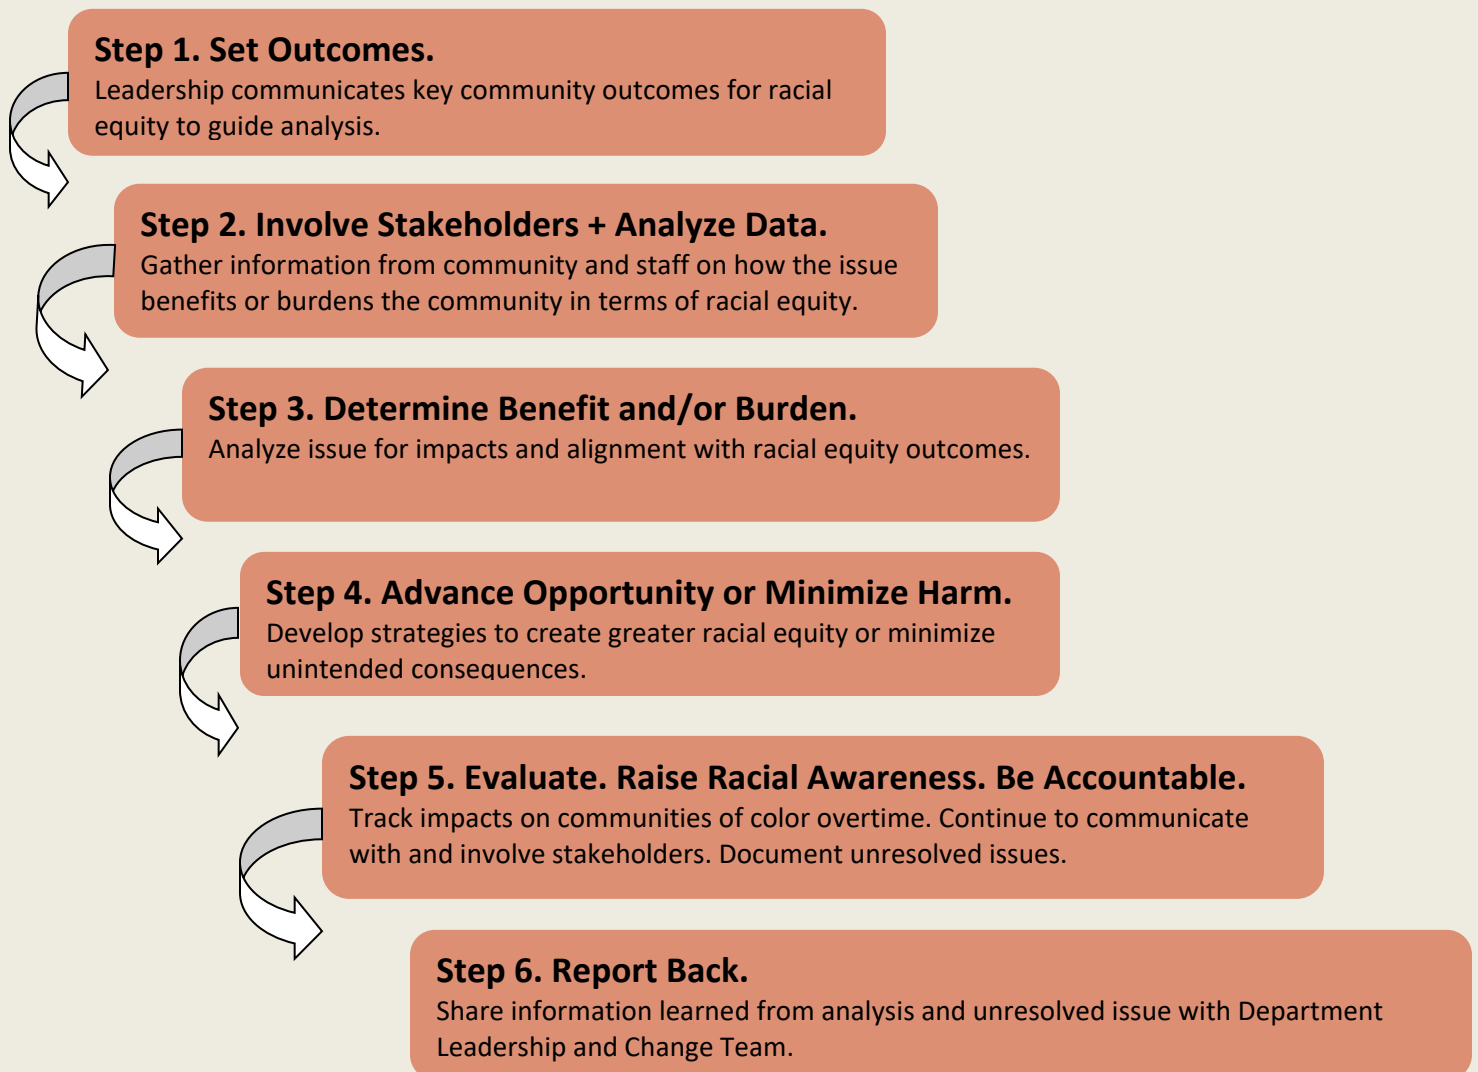 Step 1. Set Outcomes.
Leadership communicates key community outcomes for racial
equity to guide analysis.
Step 2. Involve Stakeholders + Analyze Data.
Gather information from community and staff on how the issue
benefits or burdens the community in terms of racial equity.
Step 3. Determine Benefit and/or Burden.
Analyze issue for impacts and alignment with racial equity outcomes.
Step 4. Advance Opportunity or Minimize Harm.
Develop strategies to create greater racial equity or minimize
unintended consequences.
Step 5. Evaluate. Raise Racial Awareness. Be Accountable.
Track impacts on communities of color overtime. Continue to communicate
with and involve stakeholders. Document unresolved issues.
Step 6. Report Back.
Share information learned from analysis and unresolved issue with Department
Leadership and Change Team.